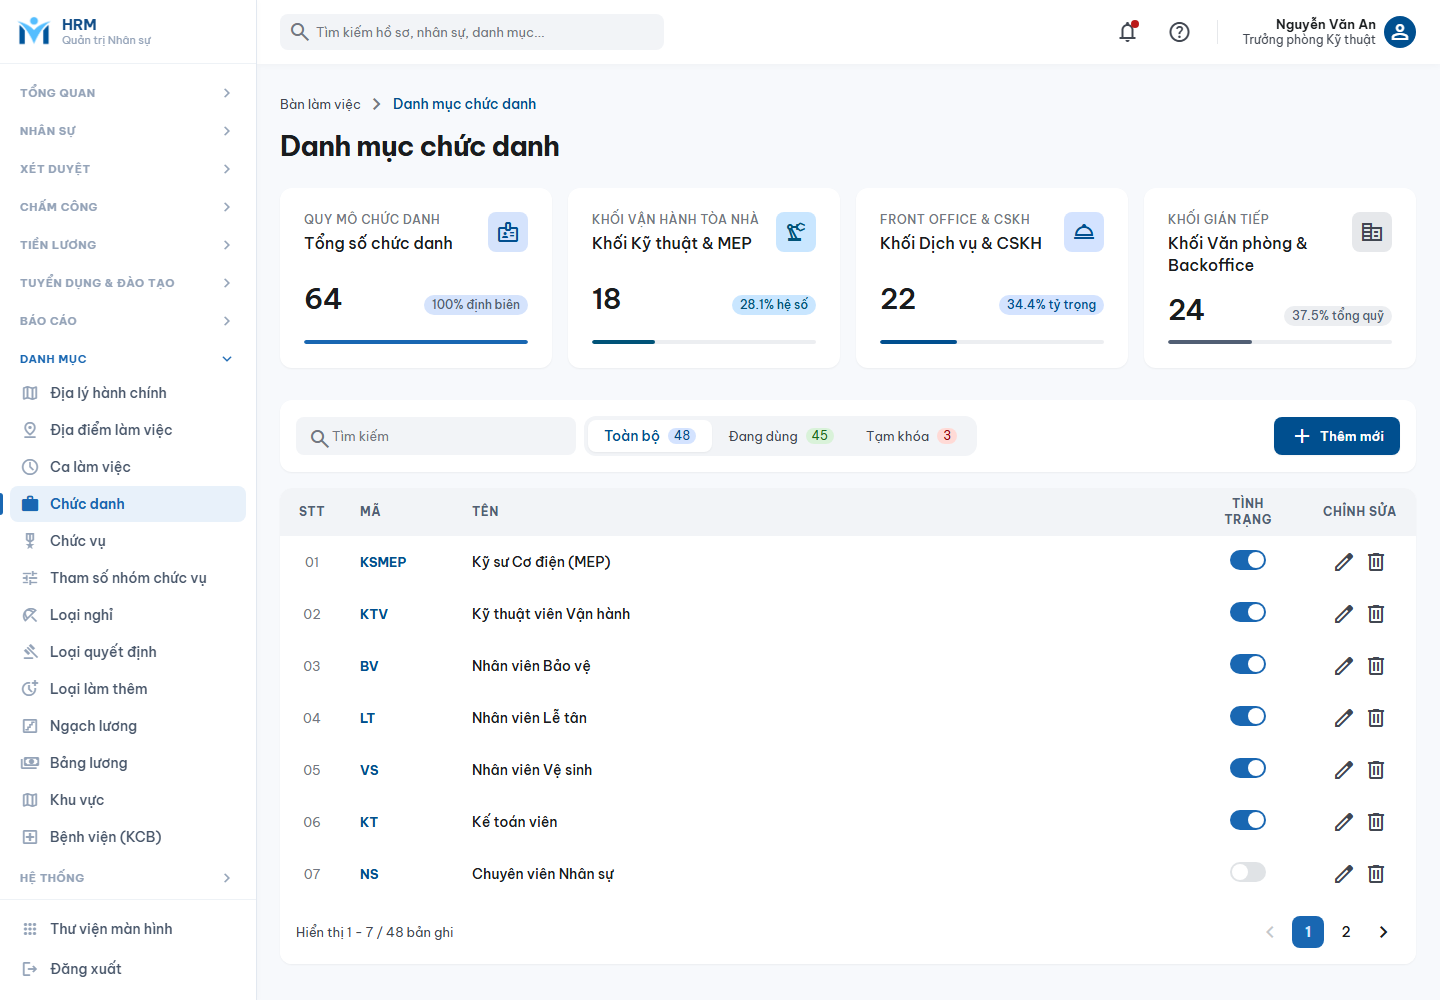 HRM
Quản trị Nhân sự
TỔNG QUAN
NHÂN SỰ
XÉT DUYỆT
CHẤM CÔNG
TIỀN LƯƠNG
TUYỂN DỤNG & ĐÀO TẠO
BÁO CÁO
DANH MỤC
Địa lý hành chính
Địa điểm làm việc
Ca làm việc
Chức danh
Chức vụ
Tham số nhóm chức vụ
Loại nghỉ
Loại quyết định
Loại làm thêm
Ngạch lương
Bảng lương
Khu vực
Bệnh viện (KCB)
HỆ THỐNG
Thư viện màn hình
Đăng xuất
Tìm kiếm hồ sơ, nhân sự, danh mục...
Nguyễn Văn An
Trưởng phòng Kỹ thuật
Bàn làm việc Danh mục chức danh
Danh mục chức danh
QUY MÔ CHỨC DANH
Tổng số chức danh
64
100% định biên
KHỐI VẬN HÀNH TÒA NHÀ
Khối Kỹ thuật & MEP
18
28.1% hệ số
FRONT OFFICE & CSKH
Khối Dịch vụ & CSKH
22
34.4% tỷ trọng
KHỐI GIÁN TIẾP
Khối Văn phòng &
Backoffice
24
37.5% tổng quỹ
Tìm kiếm
Toàn bộ 48
Đang dùng 45
Tạm khóa 3
Thêm mới
STT MÃ TÊN TÌNH TRẠNG CHỈNH SỬA
01 KSMEP Kỹ sư Cơ điện (MEP)
02 KTV Kỹ thuật viên Vận hành
03 BV Nhân viên Bảo vệ
04 LT Nhân viên Lễ tân
05 VS Nhân viên Vệ sinh
06 KT Kế toán viên
07 NS Chuyên viên Nhân sự
Hiển thị 1 - 7 / 48 bản ghi
1 2